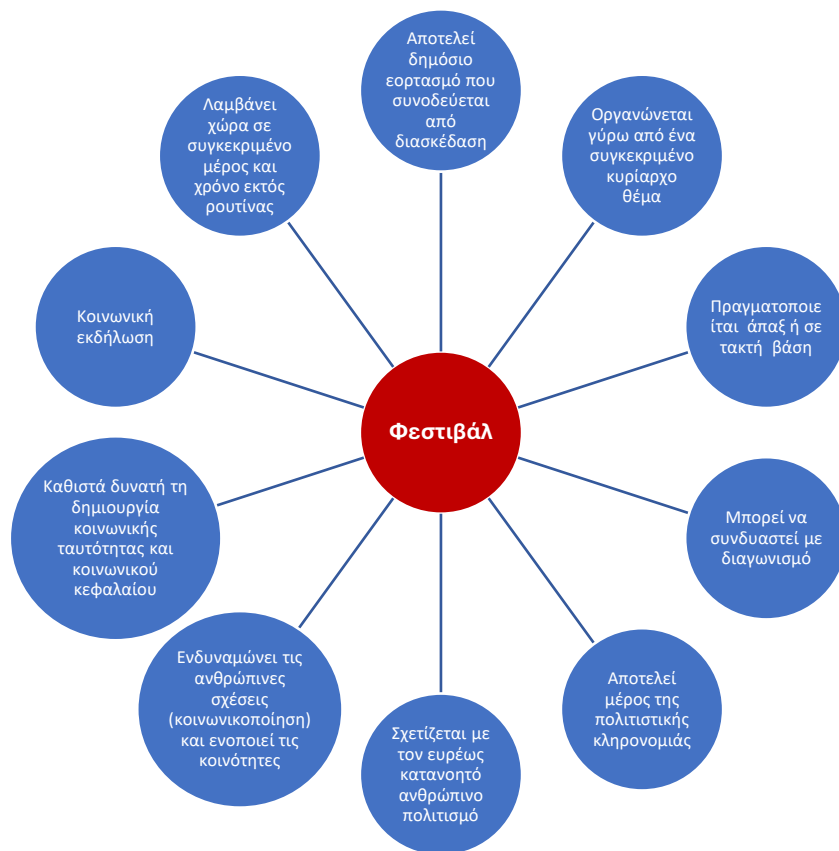 Αποτελεί
δημόσιο
εορτασμό που
συνοδεύεται
από
διασκέδαση
Οργανώνεται
γύρω από ένα
συγκεκριμένο
κυρίαρχο
θέμα
Πραγματοποιε
ίται άπαξ ή σε
τακτή βάση
Μπορεί να
συνδυαστεί με
διαγωνισμό
Αποτελεί
μέρος της
πολιτιστικής
κληρονομιάς
Σχετίζεται με
τον ευρέως
κατανοητό
ανθρώπινο
πολιτισμό
Ενδυναμώνει τις
ανθρώπινες
σχέσεις
(κοινωνικοποίηση)
και ενοποιεί τις
κοινότητες
Καθιστά δυνατή τη
δημιουργία
κοινωνικής
ταυτότητας και
κοινωνικού
κεφαλαίου
Κοινωνική
εκδήλωση
Λαμβάνει
χώρα σε
συγκεκριμένο
μέρος και
χρόνο εκτός
ρουτίνας
Φεστιβάλ